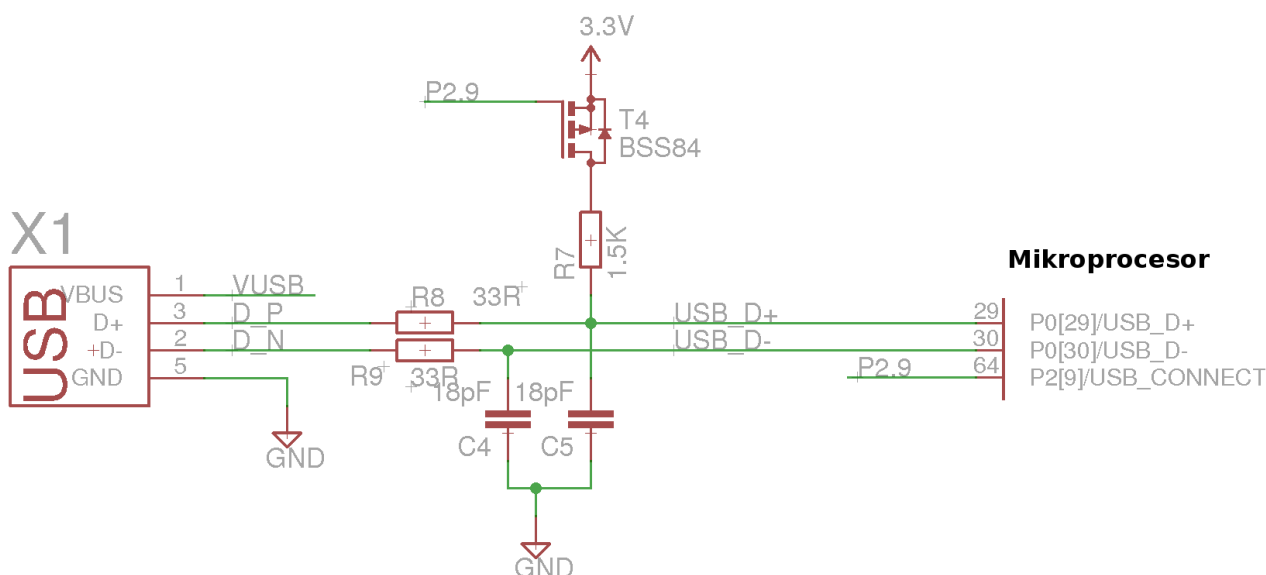 3.3V
P2.9
T4
BSS84
X1
R7
1.5K
Mikroprocesor
USB
VBUS
1
VUSB
R8
33R
D+
3
D_P
USB_D+
29
P0[29]/USB_D+
D-
2
D_N
USB_D-
30
P0[30]/USB_D-
GND
5
R9
33R
P2.9
64
P2[9]/USB_CONNECT
18pF
18pF
C4
C5
GND
GND